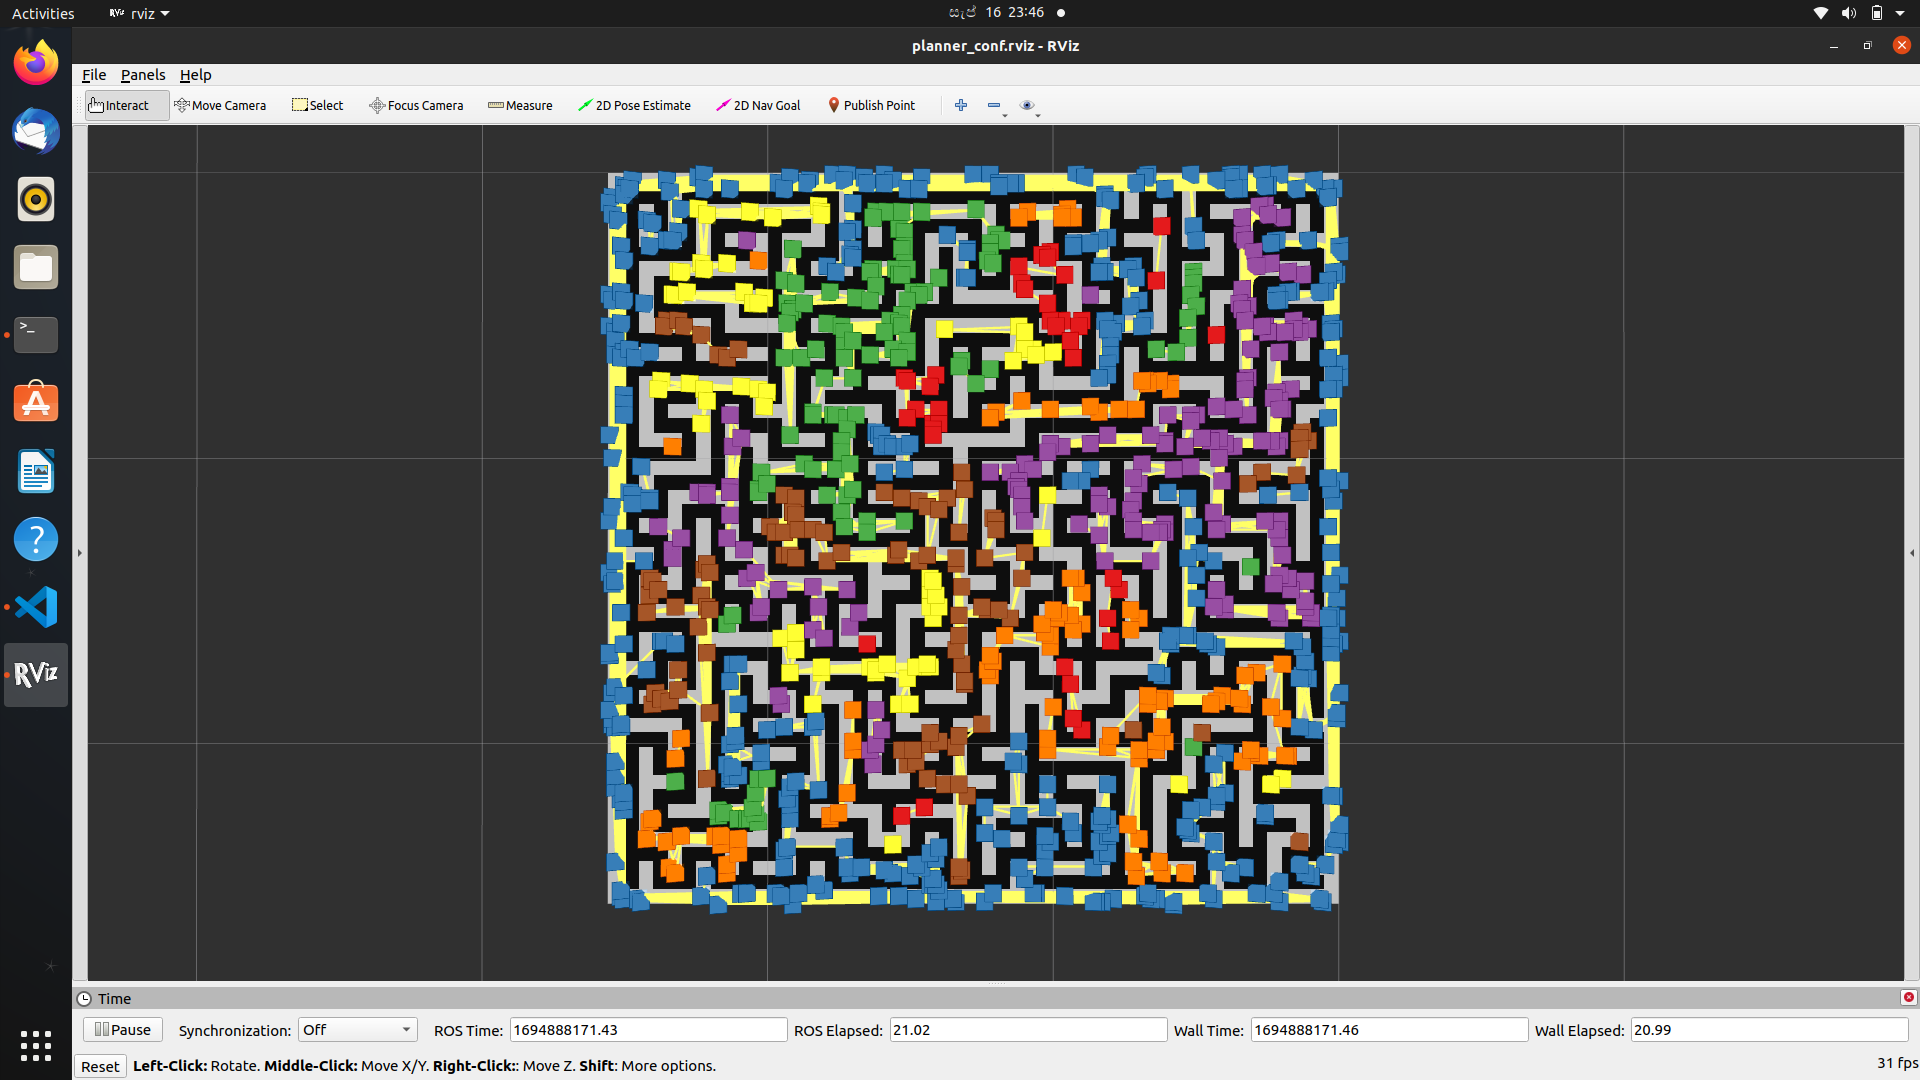 Activities RViz rviz සැප් 16 23:46
planner_conf.rviz - RViz
File Panels Help
Interact Move Camera Select Focus Camera Measure 2D Pose Estimate 2D Nav Goal Publish Point
>_
A
?
RViz
Time
Pause Synchronization: Off ROS Time: 1694888171.43 ROS Elapsed: 21.02 Wall Time: 1694888171.46 Wall Elapsed: 20.99
Reset Left-Click: Rotate. Middle-Click: Move X/Y. Right-Click:: Move Z. Shift: More options. 31 fps